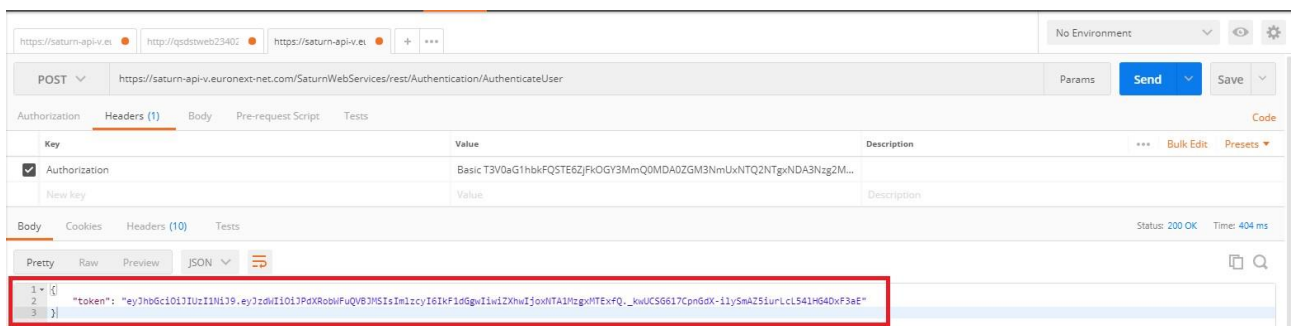 https://saturn-api-v.eu http://qsdstweb23402 https://saturn-api-v.eu + ••• No Environment
POST https://saturn-api-v.euronext-net.com/SaturnWebServices/rest/Authentication/AuthenticateUser Params Send Save
Authorization Headers (1) Body Pre-request Script Tests Code
Key Value Description ••• Bulk Edit Presets
Authorization Basic T3V0aG1hbkFQSTE6ZjFkOGY3MmQ0MDA0ZGM3NmUxNTQ2NTgxNDA3Nzg2M...
New key Value Description
Body Cookies Headers (10) Tests Status: 200 OK Time: 404 ms
Pretty Raw Preview JSON
1 {
2 "token": "eyJhbGciOiJIUzI1NiJ9.eyJzdWIiOiJPdXRobWFuQVBJMSIsImlzcyI6IkF1dGgwIiwiZXhwIjoxNTA1MzgxMTExfQ._kwUCSG617CpnGdX-ilySmAZ5iurLcL541HG4DxF3aE"
3 }